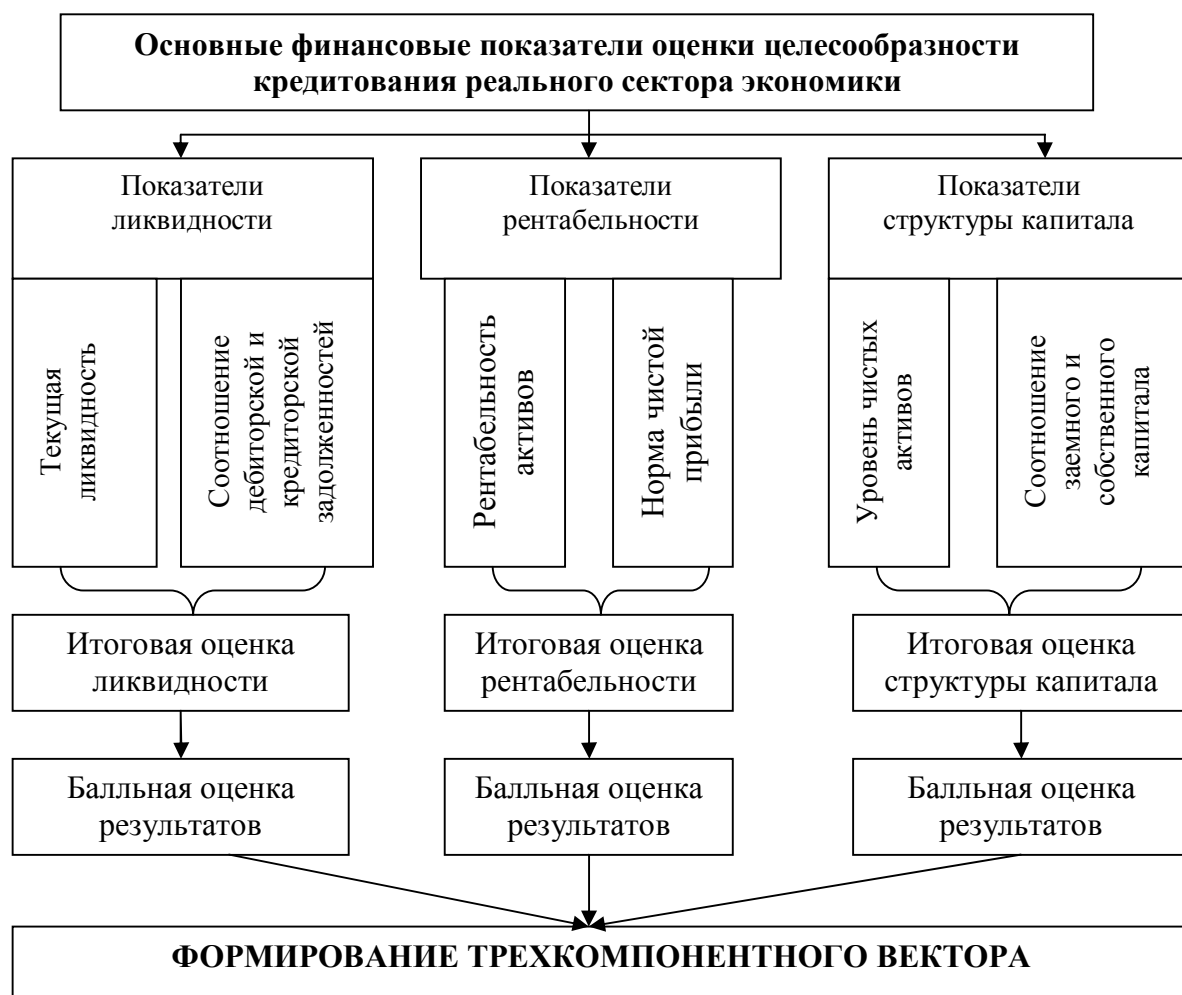 Основные финансовые показатели оценки целесообразности
кредитования реального сектора экономики
Показатели
ликвидности
Показатели
рентабельности
Показатели
структуры капитала
Текущая
ликвидность
Соотношение
дебиторской и
кредиторской
задолженностей
Рентабельность
активов
Норма чистой
прибыли
Уровень чистых
активов
Соотношение
заемного и
собственного
капитала
Итоговая оценка
ликвидности
Итоговая оценка
рентабельности
Итоговая оценка
структуры капитала
Балльная оценка
результатов
Балльная оценка
результатов
Балльная оценка
результатов
ФОРМИРОВАНИЕ ТРЕХКОМПОНЕНТНОГО ВЕКТОРА